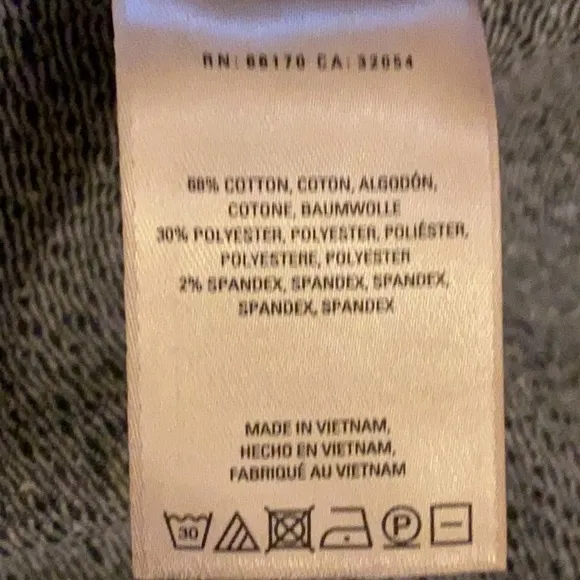 RN: 66170 CA: 32054
68% COTTON, COTON, ALGODÓN,
COTONE, BAUMWOLLE
30% POLYESTER, POLYESTER, POLIÉSTER,
POLYESTERE, POLYESTER
2% SPANDEX, SPANDEX, SPANDEX,
SPANDEX, SPANDEX
MADE IN VIETNAM,
HECHO EN VIETNAM,
FABRIQUÉ AU VIETNAM
30 P